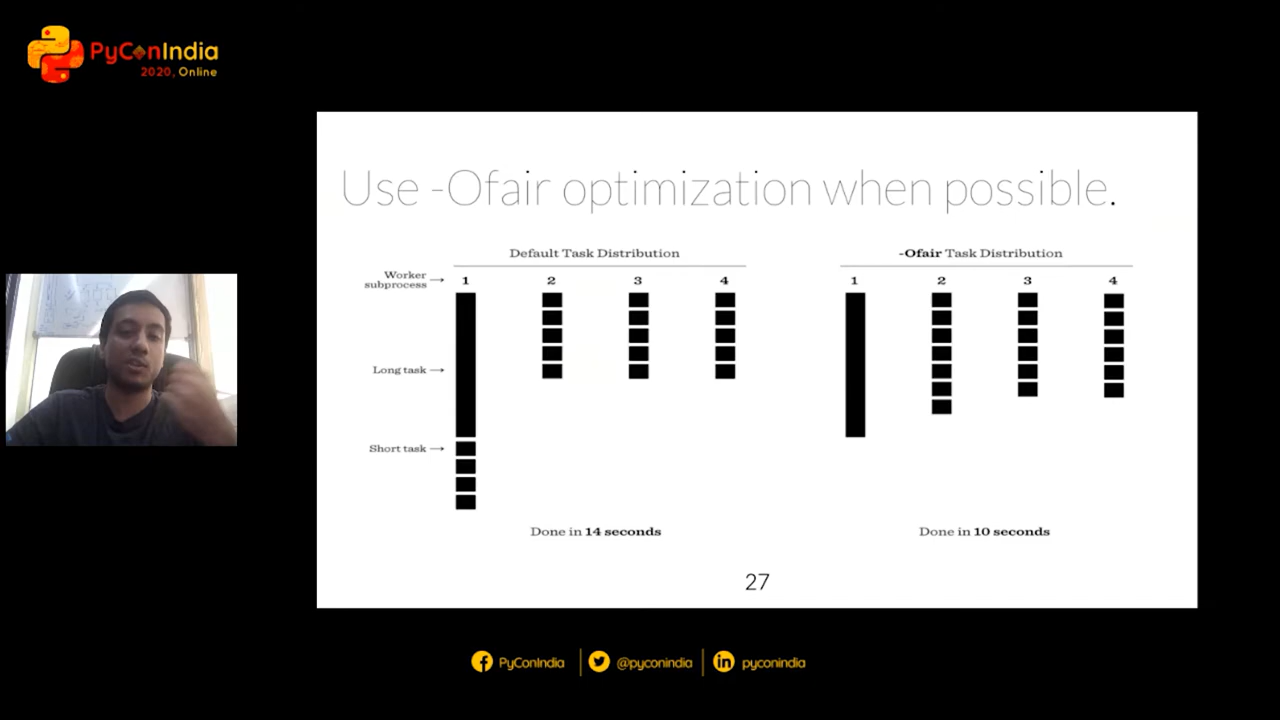 PyConIndia
2020, Online
Use -Ofair optimization when possible.
Default Task Distribution
Worker
subprocess →
1 2 3 4
Long task →
Short task →
Done in 14 seconds
-Ofair Task Distribution
1 2 3 4
Done in 10 seconds
27
PyConIndia
@pyconindia
pyconindia